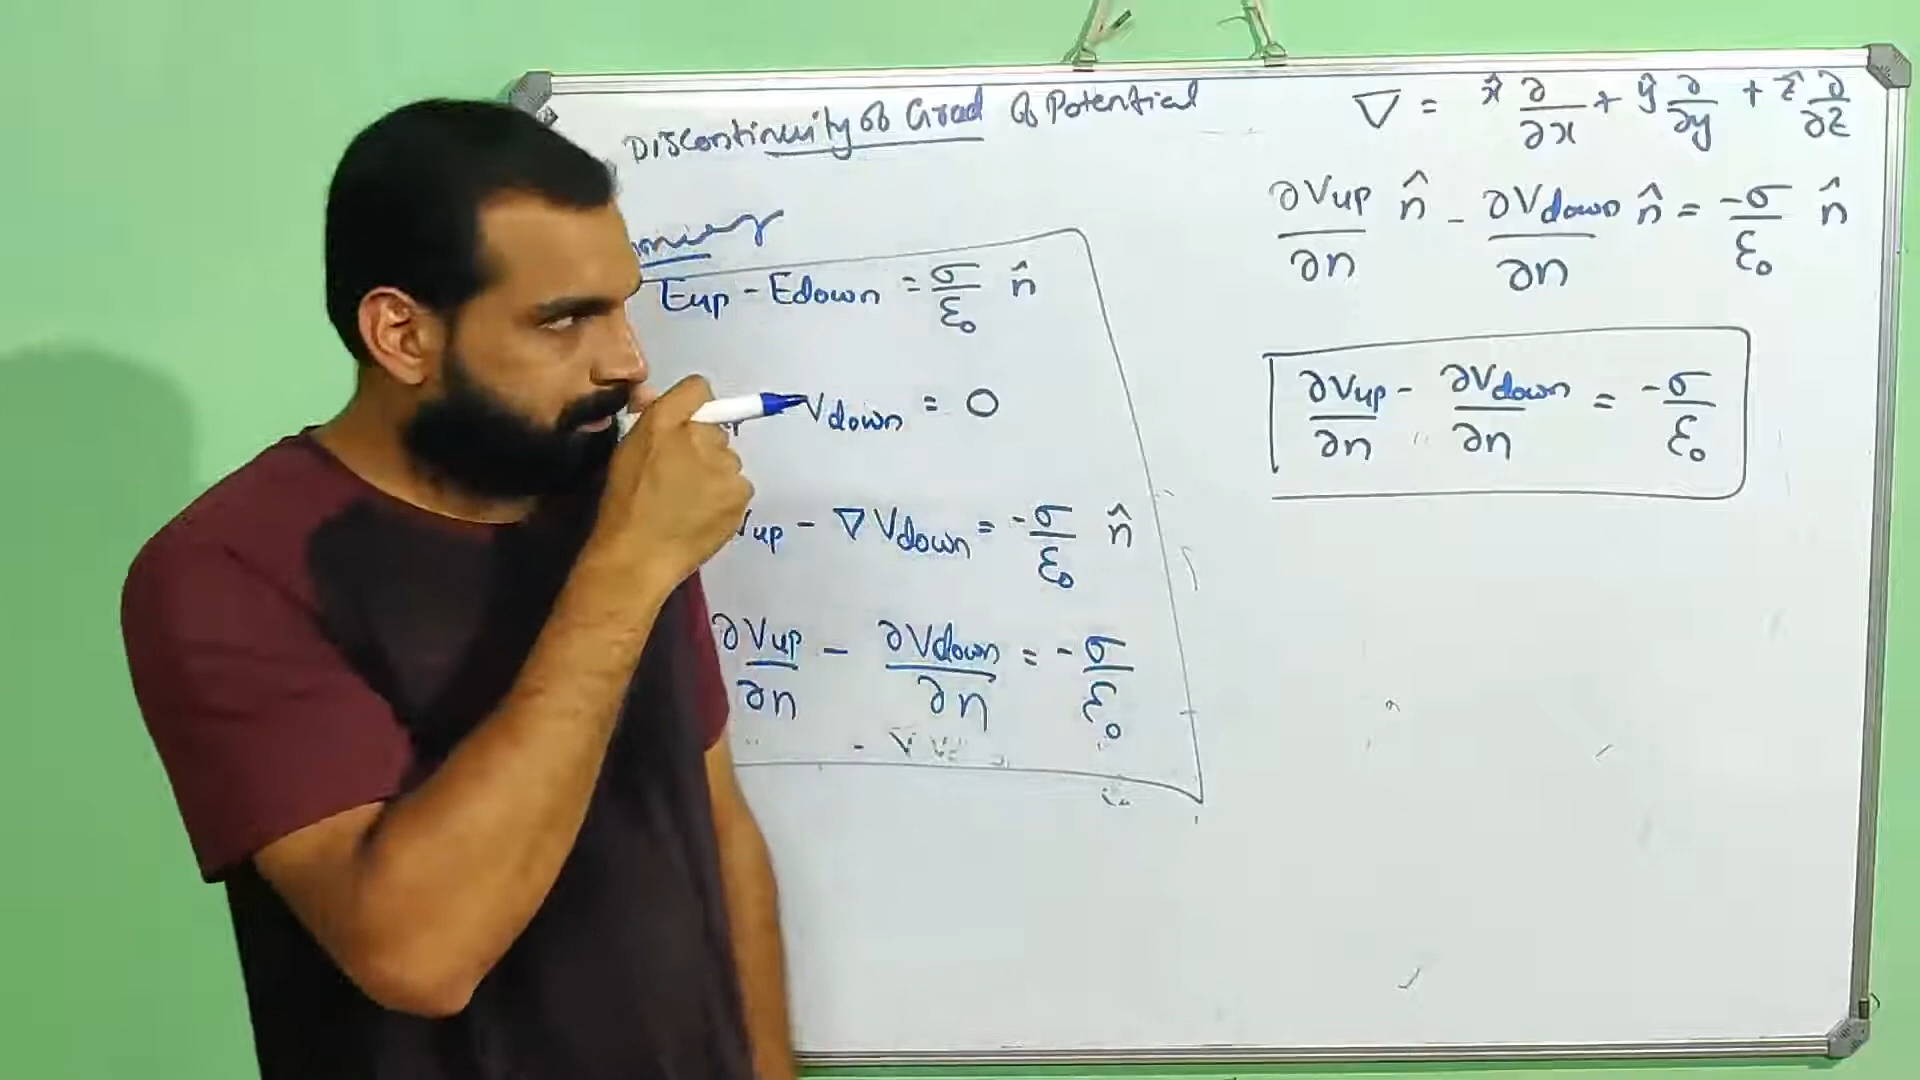 Discontinuity of Grad of Potential
Eup - Edown = σ/ε₀ n̂
Vdown = 0
Vup - ∇Vdown = -σ/ε₀ n̂
∂Vup/∂n - ∂Vdown/∂n = -σ/ε₀
∇ = x̂ ∂/∂x + ŷ ∂/∂y + ẑ ∂/∂z
∂Vup/∂n n̂ - ∂Vdown/∂n n̂ = -σ/ε₀ n̂
∂Vup/∂n - ∂Vdown/∂n = -σ/ε₀